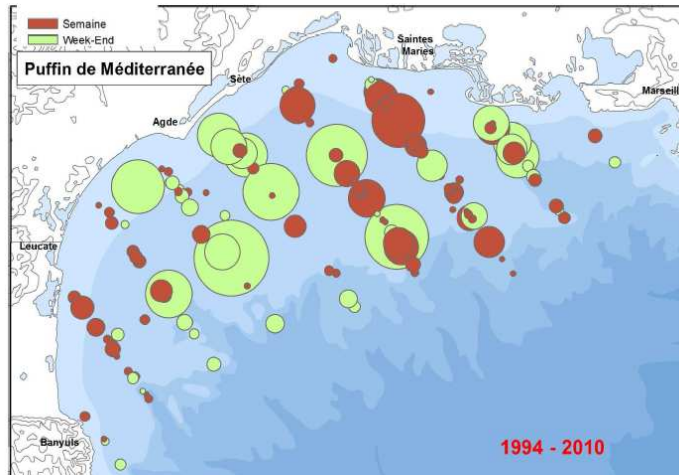 Semaine
Week-End
Puffin de Méditerranée
Saintes
Maries
Marseill
Sète
Agde
Leucate
Banyuls
1994 - 2010